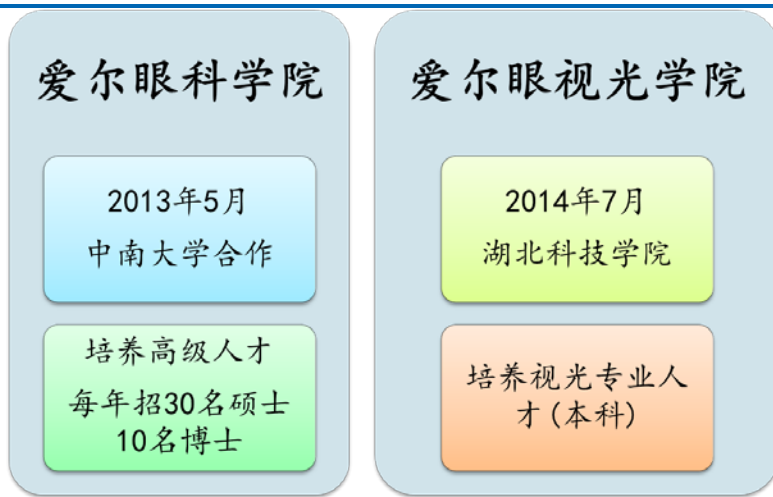 爱尔眼科学院
2013年5月
中南大学合作
培养高级人才
每年招30名硕士
10名博士
爱尔眼视光学院
2014年7月
湖北科技学院
培养视光专业人
才(本科)